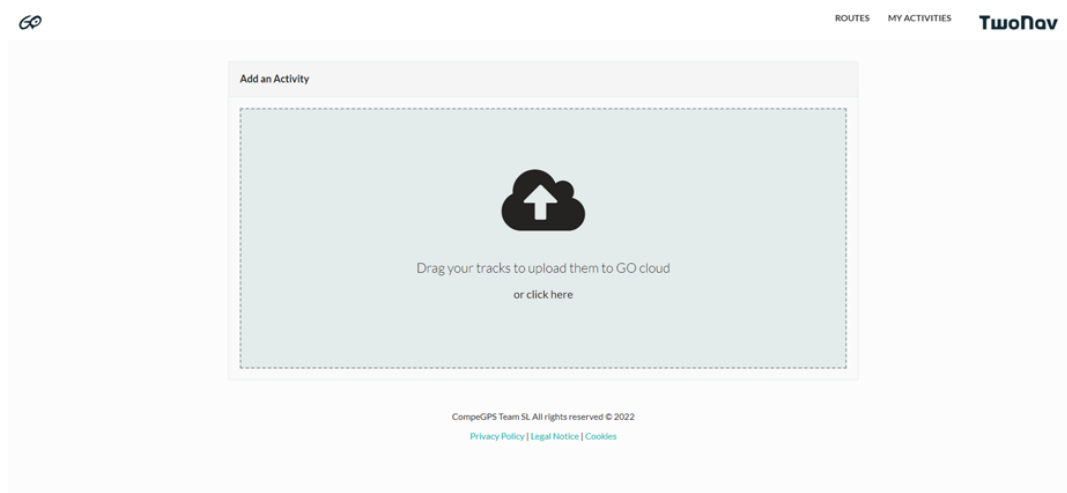 GO
ROUTES MY ACTIVITIES TwoNav
Add an Activity
Drag your tracks to upload them to GO cloud
or click here
CompeGPS Team SL All rights reserved © 2022
Privacy Policy | Legal Notice | Cookies